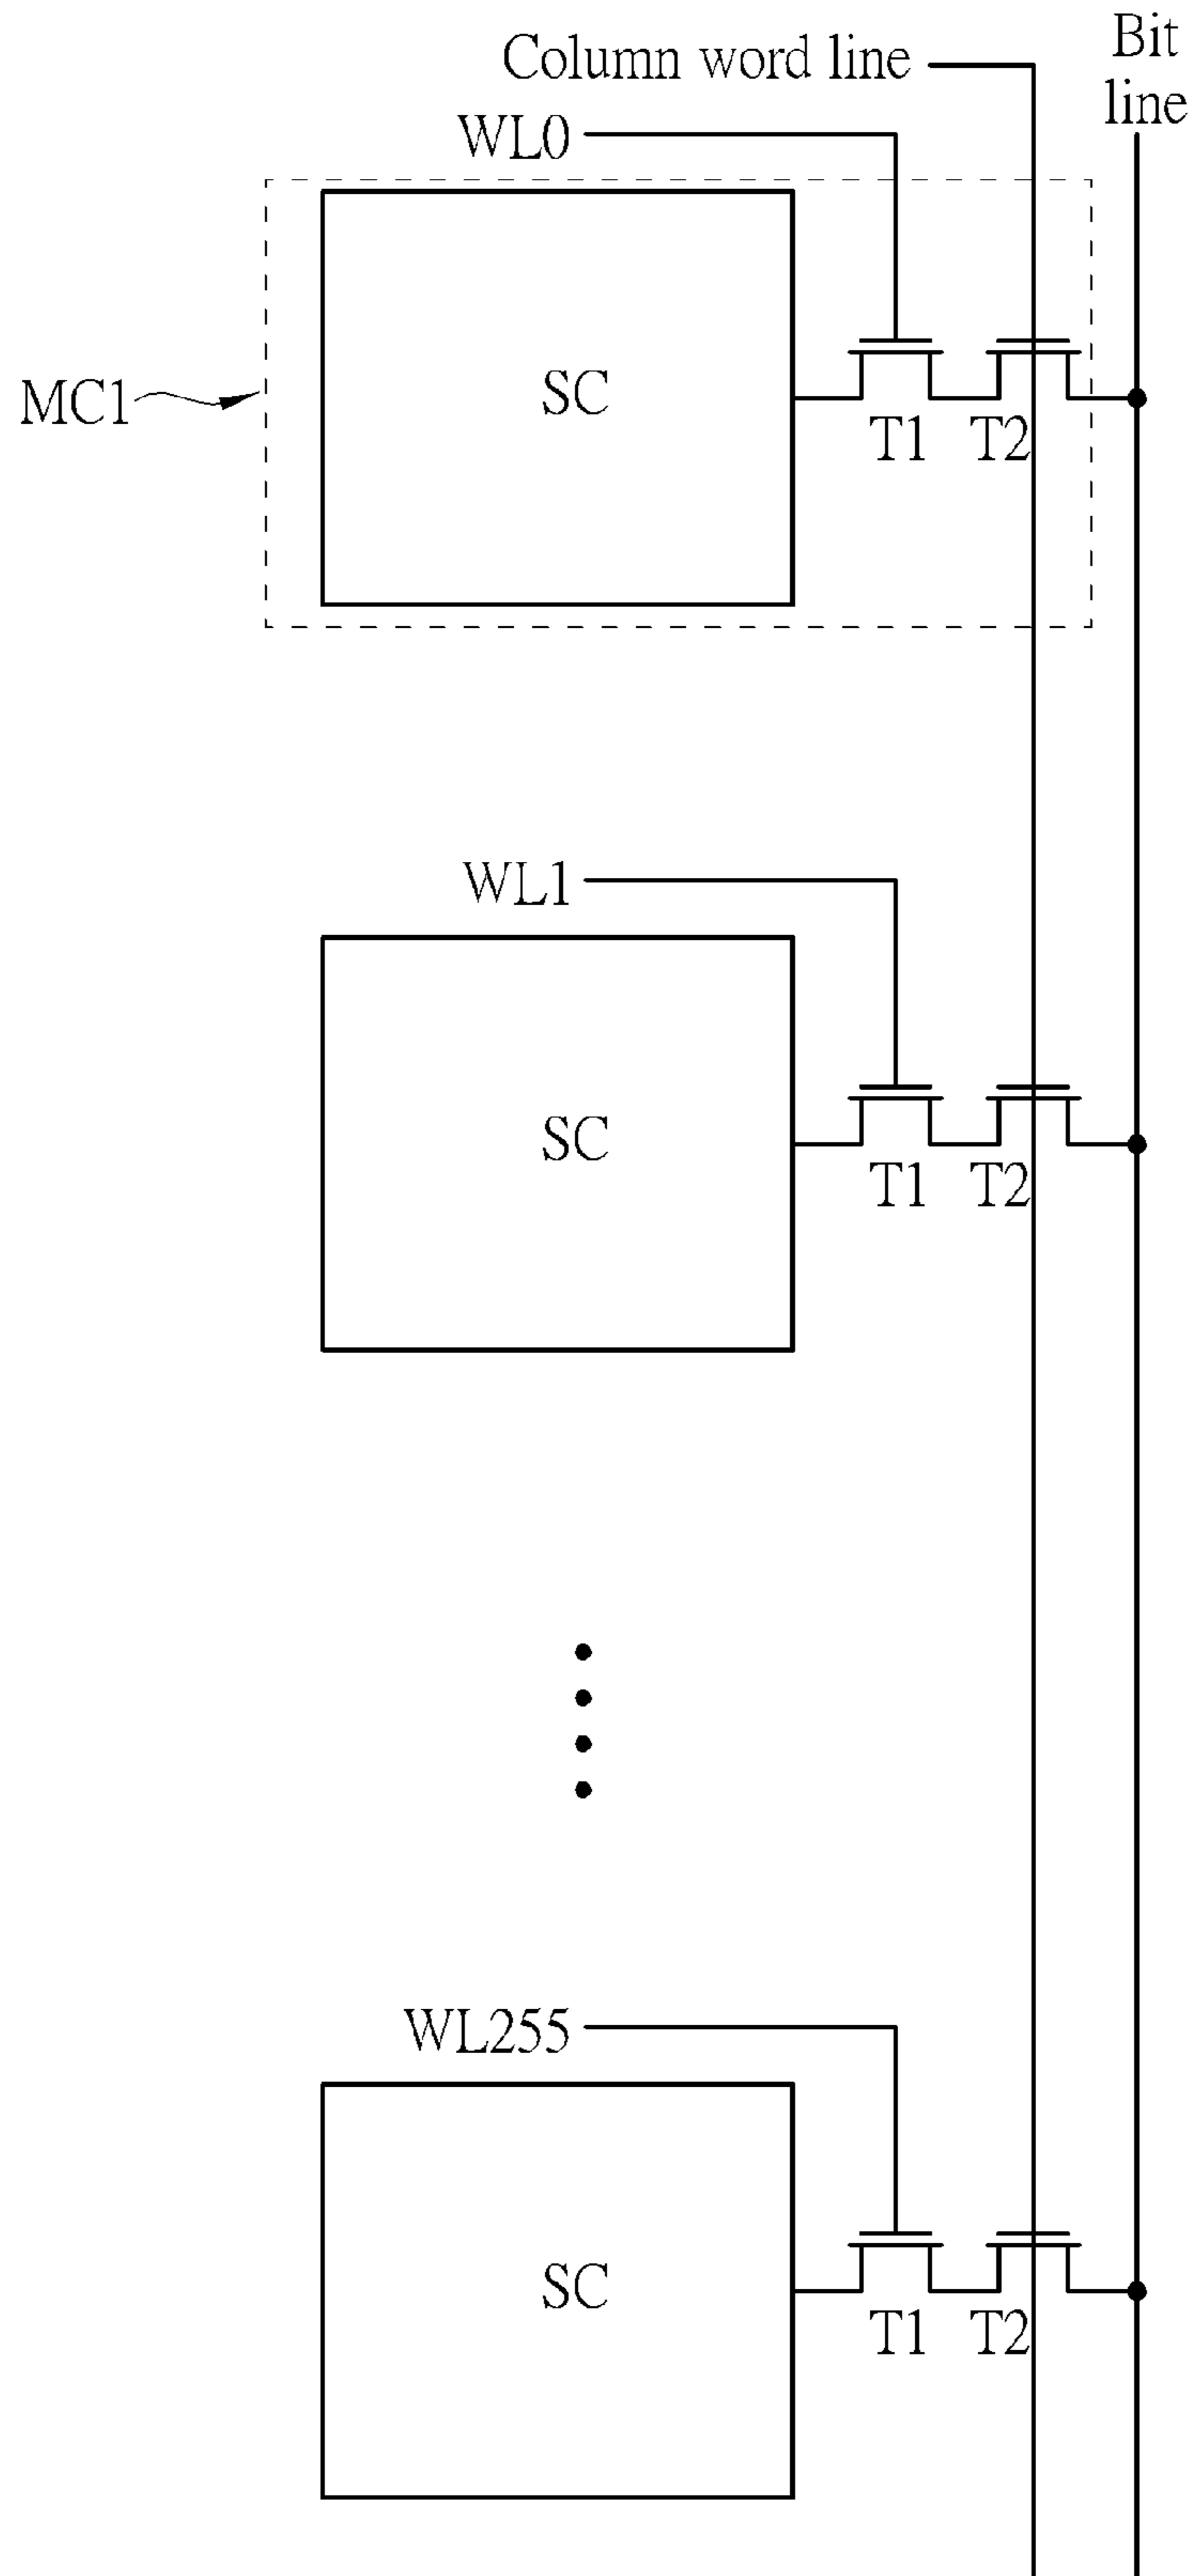 Bit
line
Column word line
WL0
SC
MC1
T1 T2
WL1
SC
T1 T2
WL255
SC
T1 T2